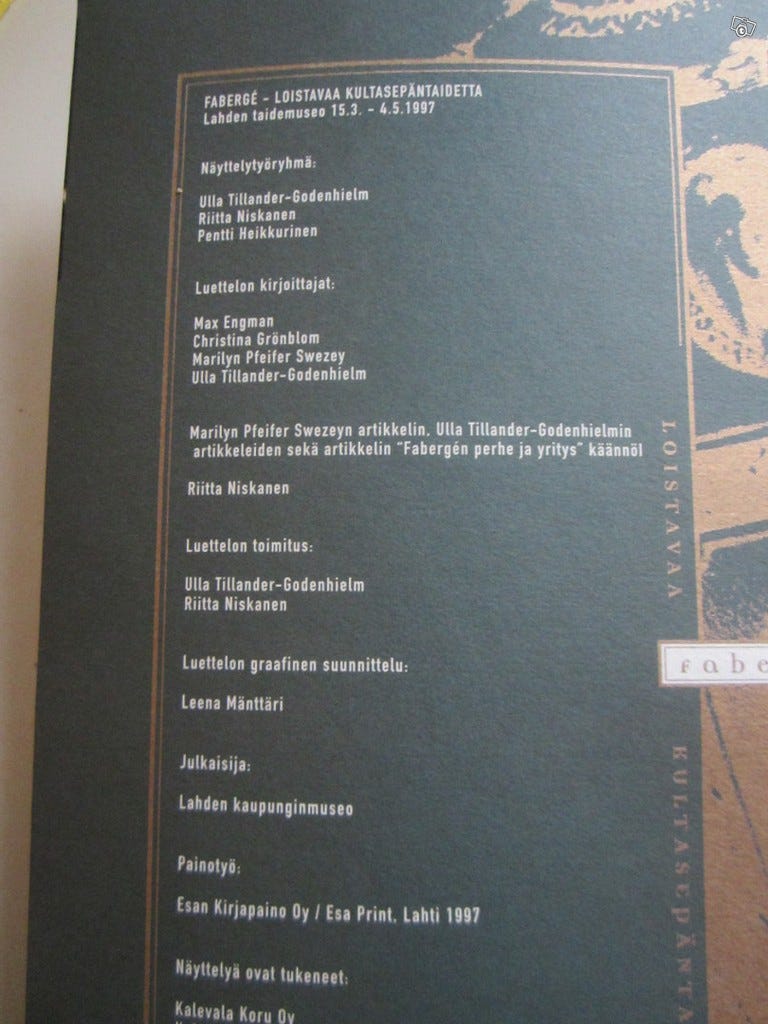 FABERGÉ - LOISTAVAA KULTASEPÄNTAIDETTA
Lahden taidemuseo 15.3. - 4.5.1997
Näyttelytyöryhmä:
Ulla Tillander-Godenhielm
Riitta Niskanen
Pentti Heikkurinen
Luettelon kirjoittajat:
Max Engman
Christina Grönblom
Marilyn Pfeifer Swezey
Ulla Tillander-Godenhielm
Marilyn Pfeifer Swezeyn artikkelin, Ulla Tillander-Godenhielmin
artikkeleiden sekä artikkelin "Fabergén perhe ja yritys" käännöl
Riitta Niskanen
Luettelon toimitus:
Ulla Tillander-Godenhielm
Riitta Niskanen
Luettelon graafinen suunnittelu:
Leena Mänttäri
Julkaisija:
Lahden kaupunginmuseo
Painotyö:
Esan Kirjapaino Oy / Esa Print, Lahti 1997
Näyttelyä ovat tukeneet:
Kalevala Koru Oy
LOISTAVAA
Fabe
KULTASEPÄNTA